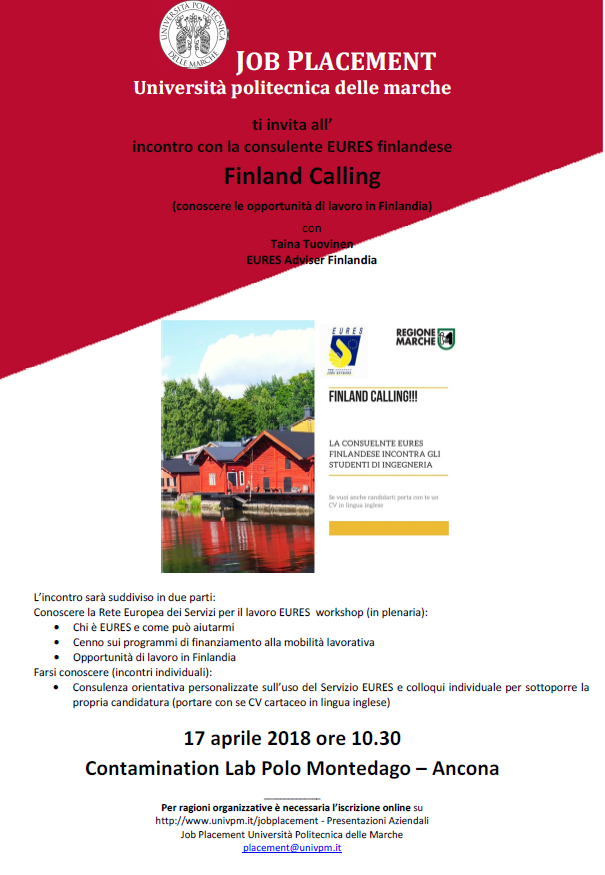 UNIVERSITÀ POLITECNICA
DELLE MARCHE
JOB PLACEMENT
Università politecnica delle marche
ti invita all'
incontro con la consulente EURES finlandese
Finland Calling
(conoscere le opportunità di lavoro in Finlandia)
con
Taina Tuovinen
EURES Adviser Finlandia
EURES
REGIONE
MARCHE
FINLAND CALLING!!!
LA CONSUELNTE EURES
FINLANDESE INCONTRA GLI
STUDENTI DI INGEGNERIA
Se vuoi anche candidarti porta con te un
CV in lingua inglese
L'incontro sarà suddiviso in due parti:
Conoscere la Rete Europea dei Servizi per il lavoro EURES workshop (in plenaria):
• Chi è EURES e come può aiutarmi
• Cenno sui programmi di finanziamento alla mobilità lavorativa
• Opportunità di lavoro in Finlandia
Farsi conoscere (incontri individuali):
• Consulenza orientativa personalizzate sull'uso del Servizio EURES e colloqui individuale per sottoporre la
propria candidatura (portare con se CV cartaceo in lingua inglese)
17 aprile 2018 ore 10.30
Contamination Lab Polo Montedago – Ancona
Per ragioni organizzative è necessaria l'iscrizione online su
http://www.univpm.it/jobplacement - Presentazioni Aziendali
Job Placement Università Politecnica delle Marche
placement@univpm.it